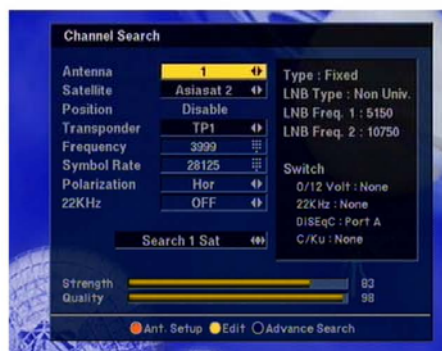 Channel Search
Antenna 1
Satellite Asiasat 2
Position Disable
Transponder TP1
Frequency 3999
Symbol Rate 28125
Polarization Hor
22KHz OFF
Search 1 Sat
Type : Fixed
LNB Type : Non Univ.
LNB Freq. 1 : 5150
LNB Freq. 2 : 10750
Switch
0/12 Volt : None
22KHz : None
DiSEqC : Port A
C/Ku : None
Strength 83
Quality 98
Ant. Setup Edit Advance Search